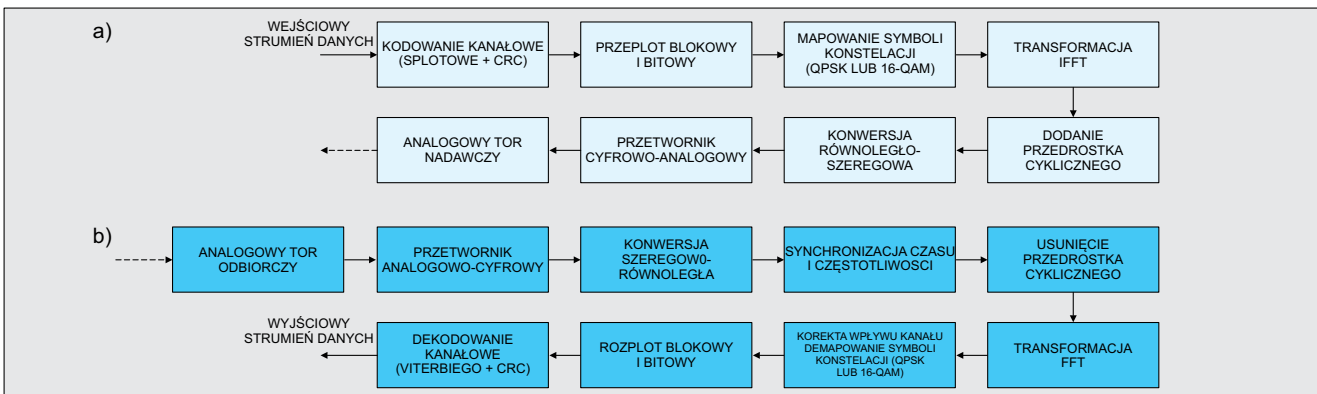 a)
WEJŚCIOWY
STRUMIEŃ DANYCH
KODOWANIE KANAŁOWE
(SPLOTOWE + CRC)
PRZEPLOT BLOKOWY
I BITOWY
MAPOWANIE SYMBOLI
KONSTELACJI
(QPSK LUB 16-QAM)
TRANSFORMACJA
IFFT
DODANIE
PRZEDROSTKA
CYKLICZNEGO
KONWERSJA
RÓWNOLEGŁO-
SZEREGOWA
PRZETWORNIK
CYFROWO-ANALOGOWY
ANALOGOWY TOR
NADAWCZY
b)
ANALOGOWY TOR
ODBIORCZY
PRZETWORNIK
ANALOGOWO-CYFROWY
KONWERSJA
SZEREGOW0-
RÓWNOLEGŁA
SYNCHRONIZACJA CZASU
I CZĘSTOTLIWOSCI
USUNIĘCIE
PRZEDROSTKA
CYKLICZNEGO
TRANSFORMACJA
FFT
KOREKTA WPŁYWU KANAŁU
DEMAPOWANIE SYMBOLI
KONSTELACJI (QPSK
LUB 16-QAM)
ROZPLOT BLOKOWY
I BITOWY
DEKODOWANIE
KANAŁOWE
(VITERBIEGO + CRC)
WYJŚCIOWY
STRUMIEŃ DANYCH